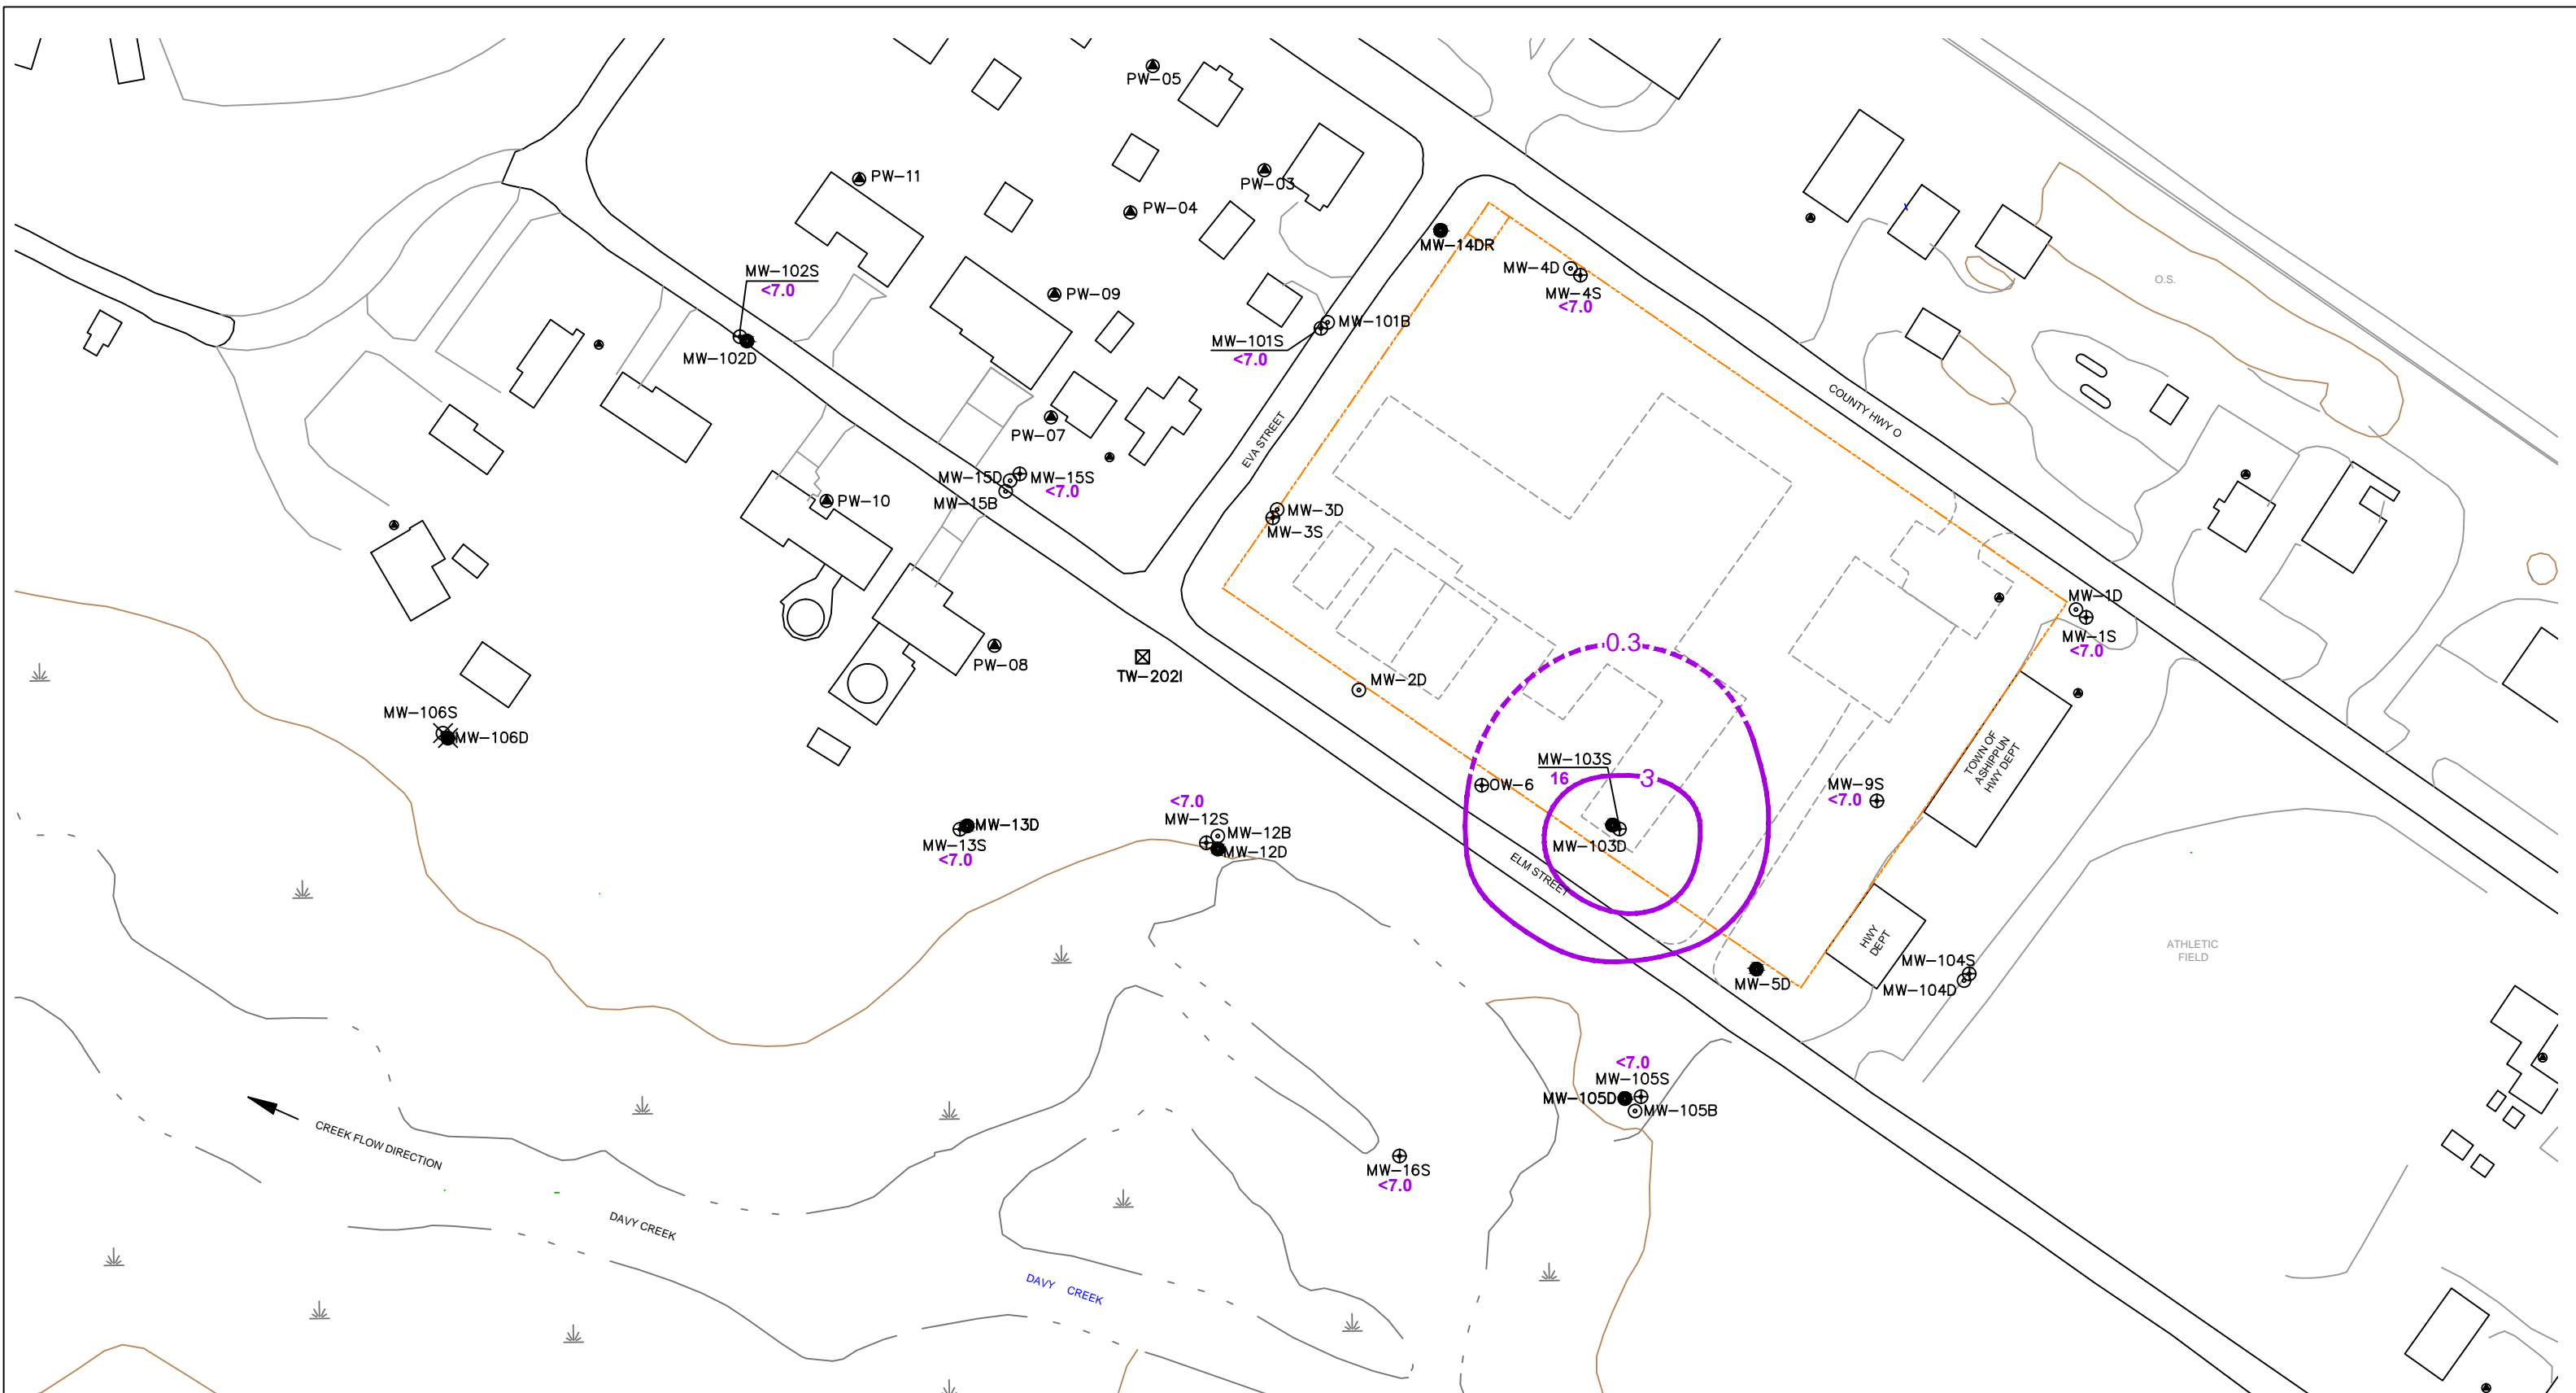 PW-05
PW-11
PW-03
PW-04
MW-14DR
MW-102S
<7.0
MW-4D
MW-4S
<7.0
O.S.
PW-09
MW-101B
MW-101S
<7.0
MW-102D
COUNTY HWY O
PW-07
EVA STREET
MW-15D
MW-15S
<7.0
MW-15B
PW-10
MW-3D
MW-3S
MW-1D
MW-1S
<7.0
0.3
PW-08
TW-202I
MW-2D
MW-106S
MW-106D
TOWN OF
ASHIPPUN
HWY DEPT
MW-103S
16
3
OW-6
MW-9S
<7.0
<7.0
MW-12S
MW-12B
MW-12D
MW-13D
MW-13S
<7.0
MW-103D
ELM STREET
HWY
DEPT
ATHLETIC
FIELD
MW-104S
MW-104D
MW-5D
<7.0
MW-105S
MW-105D
MW-105B
CREEK FLOW DIRECTION
MW-16S
<7.0
DAVY CREEK
DAVY CREEK
X